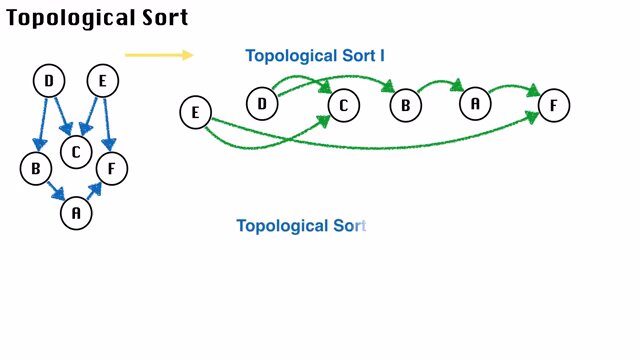 Topological Sort
Topological Sort I
D E
E D C B A F
C
B F
A
Topological Sort